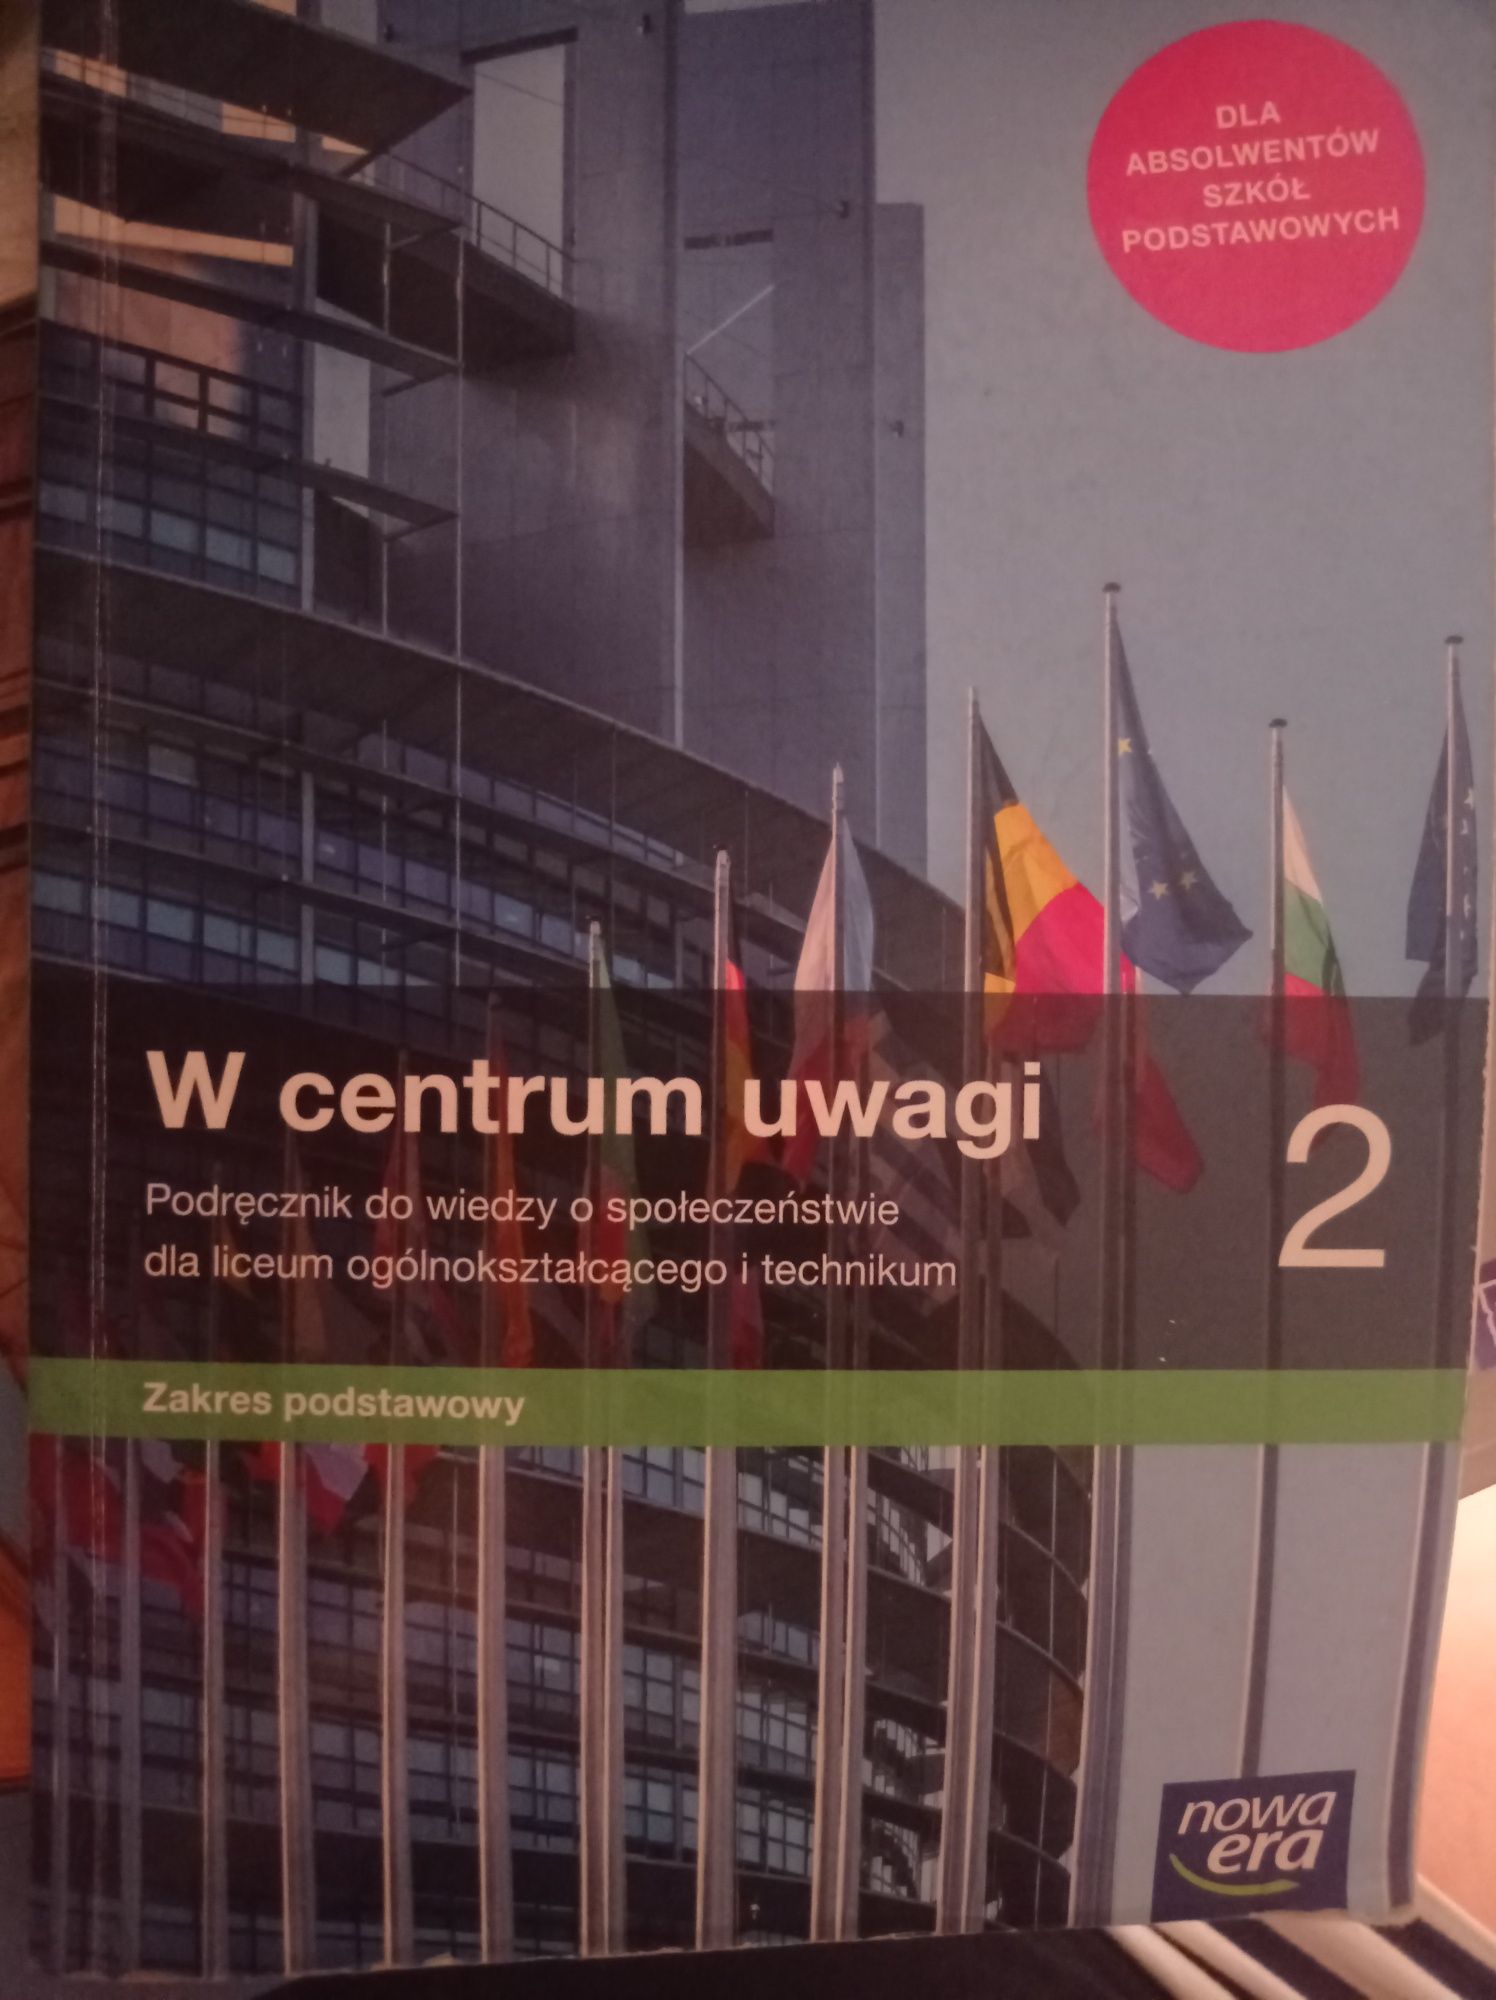 DLA
ABSOLWENTÓW
SZKÓŁ
PODSTAWOWYCH
W centrum uwagi
2
Podręcznik do wiedzy o społeczeństwie
dla liceum ogólnokształcącego i technikum
Zakres podstawowy
nowa
era